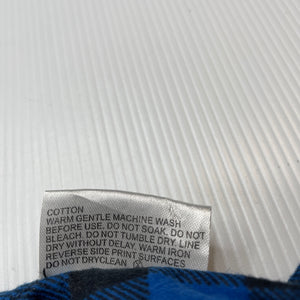 COTTON
WARM GENTLE MACHINE WASH
BEFORE USE. DO NOT SOAK. DO NOT
BLEACH. DO NOT TUMBLE DRY. LINE
DRY WITHOUT DELAY. WARM IRON
REVERSE SIDE PRINT SURFACES
DO NOT DRYCLEAN